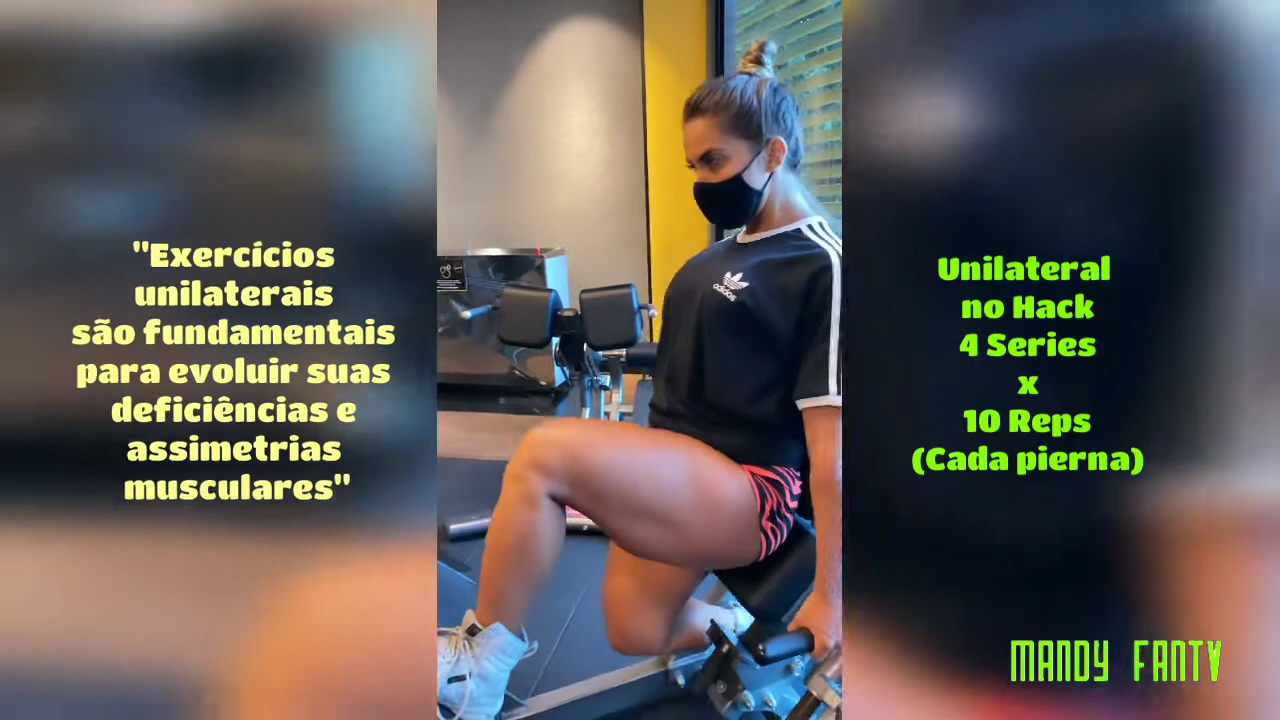 "Exercícios
unilaterais
são fundamentais
para evoluir suas
deficiências e
assimetrias
musculares"
adidas
Unilateral
no Hack
4 Series
x
10 Reps
(Cada pierna)
MANDY FANTV